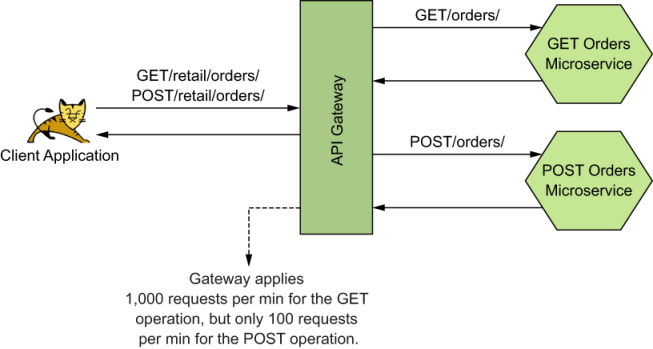 GET/orders/
GET Orders
Microservice
GET/retail/orders/
POST/retail/orders/
API Gateway
Client Application
POST/orders/
POST Orders
Microservice
Gateway applies
1,000 requests per min for the GET
operation, but only 100 requests
per min for the POST operation.